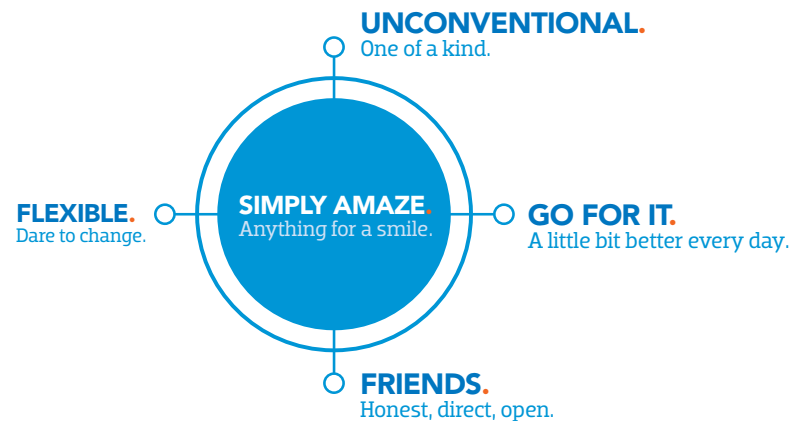 UNCONVENTIONAL.
One of a kind.
FLEXIBLE.
Dare to change.
SIMPLY AMAZE.
Anything for a smile.
GO FOR IT.
A little bit better every day.
FRIENDS.
Honest, direct, open.